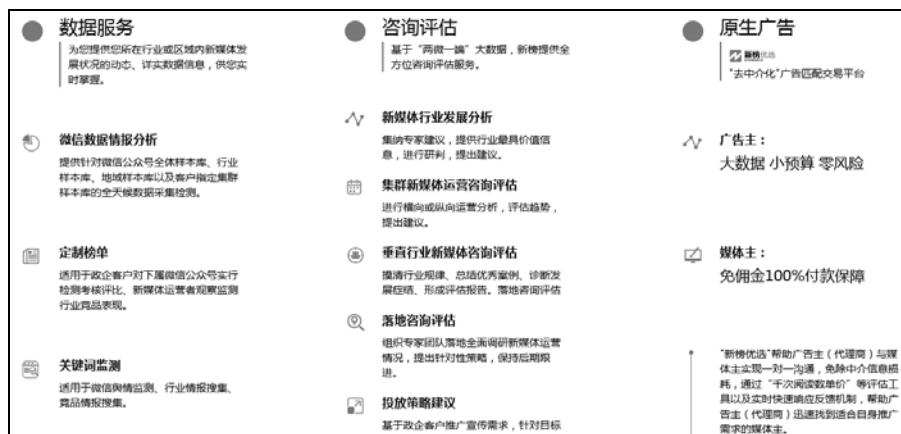 数据服务
为您提供您所在行业或区域内新媒体发
展状况的动态、详实数据信息，供您实
时掌握。
微信数据情报分析
提供针对微信公众号全体样本库、行业
样本库、地域样本库以及客户指定集群
样本库的全天候数据采集检测。
定制榜单
适用于政企客户对下属微信公众号实行
检测考核评比、新媒体运营者观察监测
行业竞品表现。
关键词监测
适用于微信舆情监测、行业情报搜集、
竞品情报搜集。
咨询评估
基于“两微一端”大数据，新榜提供全
方位咨询评估服务。
新媒体行业发展分析
集纳专家建议，提供行业最具价值信
息，进行研判，提出建议。
集群新媒体运营咨询评估
进行横向或纵向运营分析，评估趋势，
提出建议。
垂直行业新媒体咨询评估
摸清行业规律、总结优秀案例、诊断发
展症结、形成评估报告。落地咨询评估
落地咨询评估
组织专家团队落地全面调研新媒体运营
情况，提出针对性策略，保持后期跟
进。
投放策略建议
基于政企客户推广宣传需求，针对目标
原生广告
新榜优选
“去中介化”广告匹配交易平台
广告主：
大数据 小预算 零风险
媒体主：
免佣金100%付款保障
“新榜优选”帮助广告主（代理商）与媒
体主实现一对一沟通，免除中介信息损
耗，通过“千次阅读数单价”等评估工
具以及实时快速响应反馈机制，帮助广
告主（代理商）迅速找到适合自身推广
需求的媒体主。